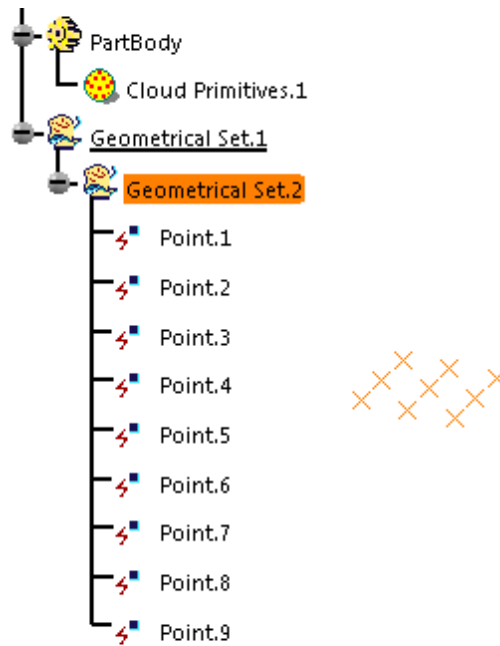 PartBody
Cloud Primitives.1
Geometrical Set.1
Geometrical Set.2
Point.1
Point.2
Point.3
Point.4
Point.5
Point.6
Point.7
Point.8
Point.9